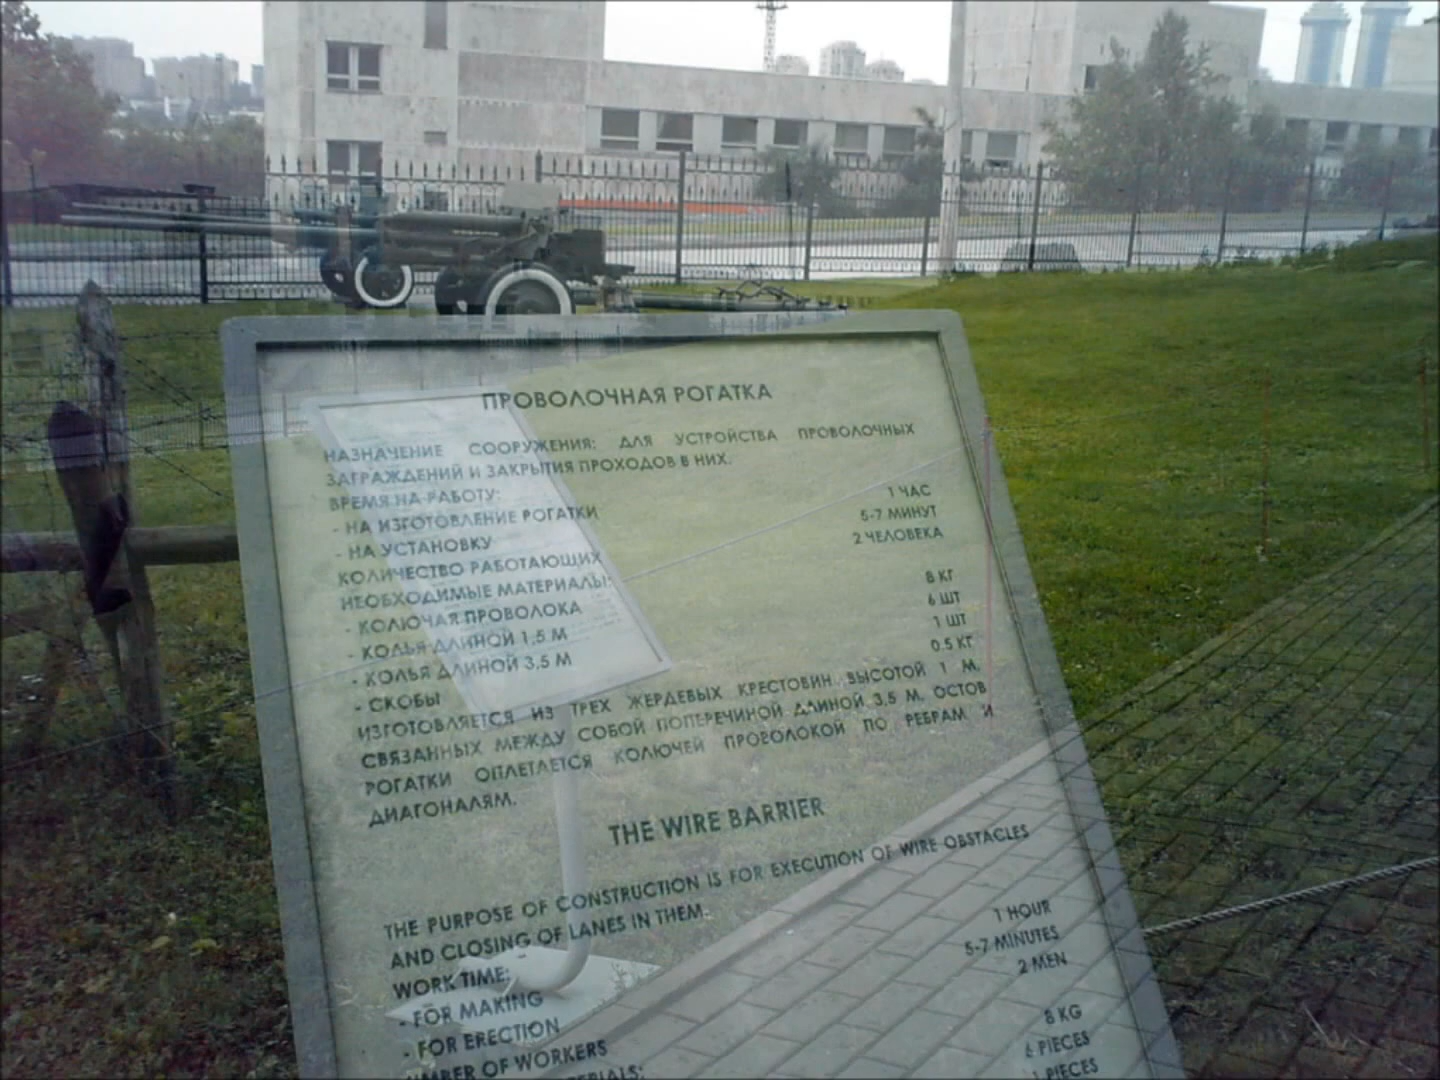 ПРОВОЛОЧНАЯ РОГАТКА
НАЗНАЧЕНИЕ СООРУЖЕНИЯ: ДЛЯ УСТРОЙСТВА ПРОВОЛОЧНЫХ
ЗАГРАЖДЕНИЙ И ЗАКРЫТИЯ ПРОХОДОВ В НИХ.
ВРЕМЯ НА РАБОТУ:
- НА ИЗГОТОВЛЕНИЕ РОГАТКИ 1 ЧАС
- НА УСТАНОВКУ 5-7 МИНУТ
КОЛИЧЕСТВО РАБОТАЮЩИХ 2 ЧЕЛОВЕКА
НЕОБХОДИМЫЕ МАТЕРИАЛЫ:
- КОЛЮЧАЯ ПРОВОЛОКА 8 КГ
- КОЛЬЯ ДЛИНОЙ 1,5 М 6 ШТ
- КОЛЬЯ ДЛИНОЙ 3,5 М 1 ШТ
- СКОБЫ 0.5 КГ
ИЗГОТОВЛЯЕТСЯ ИЗ ТРЕХ ЖЕРДЕВЫХ КРЕСТОВИН ВЫСОТОЙ 1 М,
СВЯЗАННЫХ МЕЖДУ СОБОЙ ПОПЕРЕЧИНОЙ ДЛИНОЙ 3,5 М. ОСТОВ
РОГАТКИ ОПЛЕТАЕТСЯ КОЛЮЧЕЙ ПРОВОЛОКОЙ ПО РЕБРАМ И
ДИАГОНАЛЯМ.
THE WIRE BARRIER
THE PURPOSE OF CONSTRUCTION IS FOR EXECUTION OF WIRE OBSTACLES
AND CLOSING OF LANES IN THEM.
WORK TIME:
- FOR MAKING 1 HOUR
- FOR ERECTION 5-7 MINUTES
NUMBER OF WORKERS 2 MEN
8 KG
6 PIECES
1 PIECES